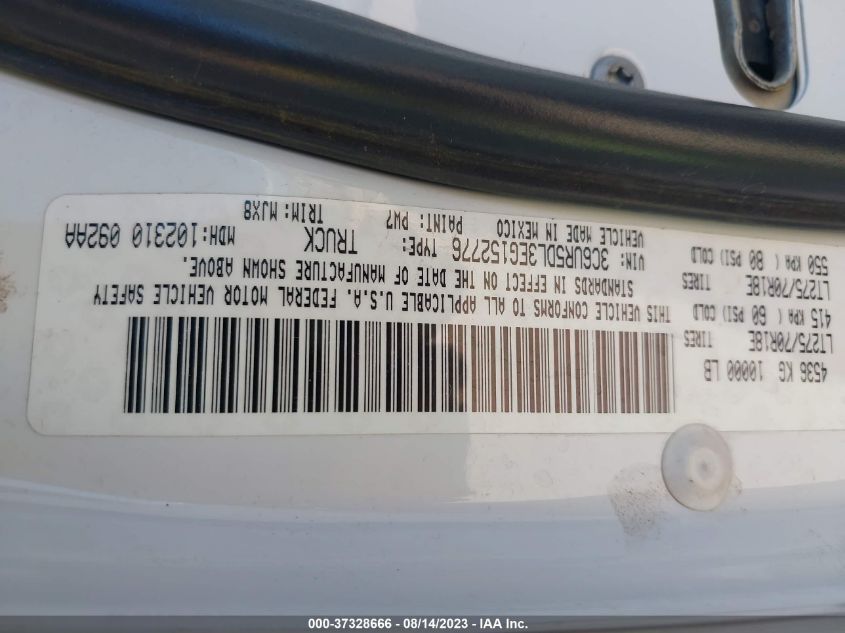 4536 KG 10000 LB
LT275/70R18E TIRES
415 KPA ( 60 PSI) COLD
LT275/70R18E TIRES
550 KPA ( 80 PSI) COLD
THIS VEHICLE CONFORMS TO ALL APPLICABLE U.S.A. FEDERAL MOTOR VEHICLE SAFETY
STANDARDS IN EFFECT ON THE DATE OF MANUFACTURE SHOWN ABOVE.
VIN: 3C6UR5DL3EG152776 TYPE: TRUCK MDH:102310 092AA
VEHICLE MADE IN MEXICO PAINT: PW7 TRIM: MJX8
000-37328666 - 08/14/2023 - IAA Inc.